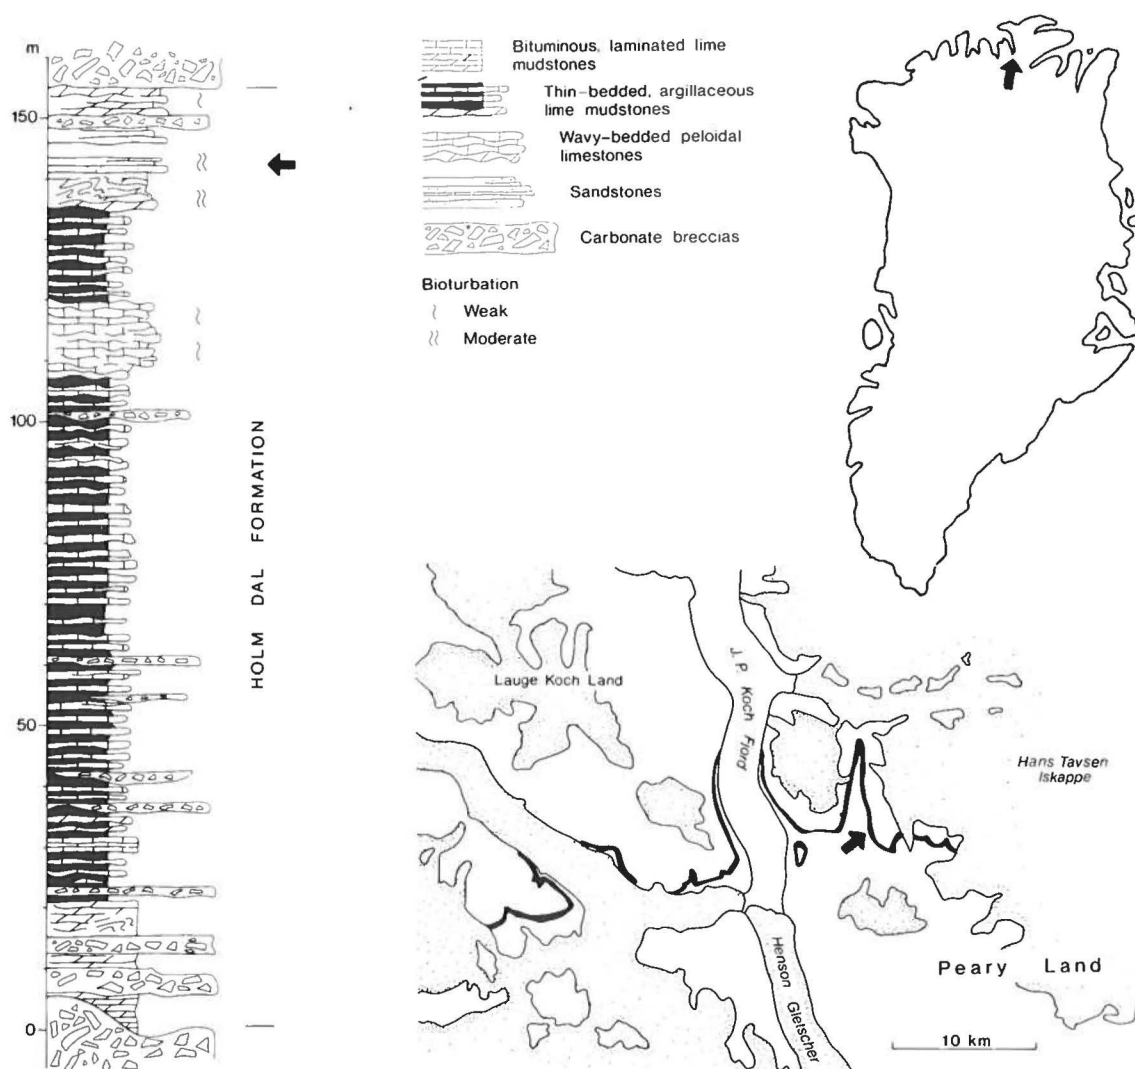 m
150
100
50
0
HOLM DAL FORMATION
Bituminous, laminated lime
mudstones
Thin-bedded, argillaceous
lime mudstones
Wavy-bedded peloidal
limestones
Sandstones
Carbonate breccias
Bioturbation
Weak
Moderate
Lauge Koch Land
J. P. Koch Fjord
Hans Tavsen
Iskappe
Henson Gletscher
Peary Land
10 km